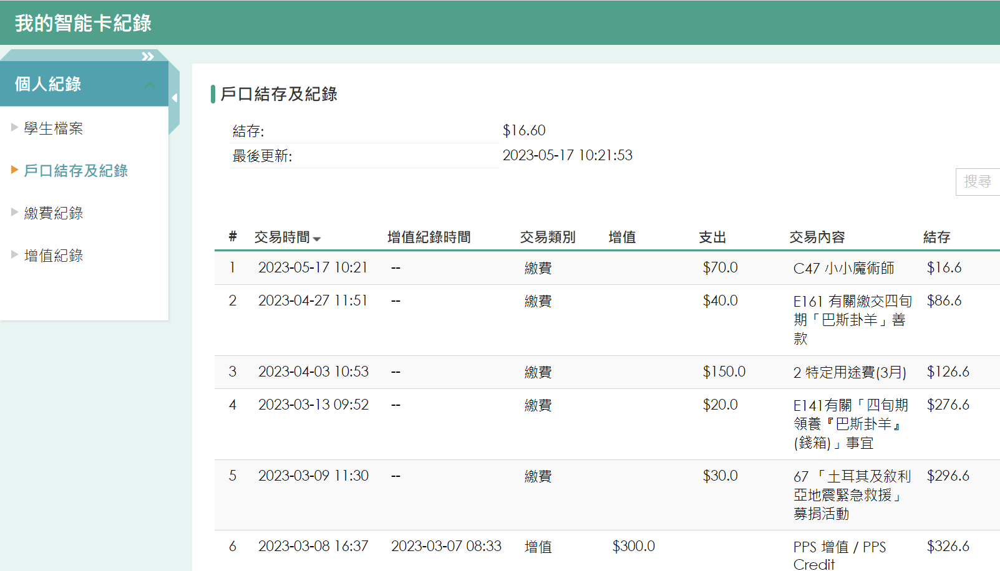 我的智能卡紀錄
個人紀錄
學生檔案
戶口結存及紀錄
繳費紀錄
增值紀錄
戶口結存及紀錄
結存: $16.60
最後更新: 2023-05-17 10:21:53
搜尋
# 交易時間 增值紀錄時間 交易類別 增值 支出 交易內容 結存
1 2023-05-17 10:21 -- 繳費 $70.0 C47 小小魔術師 $16.6
2 2023-04-27 11:51 -- 繳費 $40.0 E161 有關繳交四旬 $86.6
期「巴斯卦羊」善
款
3 2023-04-03 10:53 -- 繳費 $150.0 2 特定用途費(3月) $126.6
4 2023-03-13 09:52 -- 繳費 $20.0 E141有關「四旬期 $276.6
領養『巴斯卦羊』
(錢箱)」事宜
5 2023-03-09 11:30 -- 繳費 $30.0 67 「土耳其及敘利 $296.6
亞地震緊急救援」
募捐活動
6 2023-03-08 16:37 2023-03-07 08:33 增值 $300.0 PPS 增值 / PPS $326.6
Credit